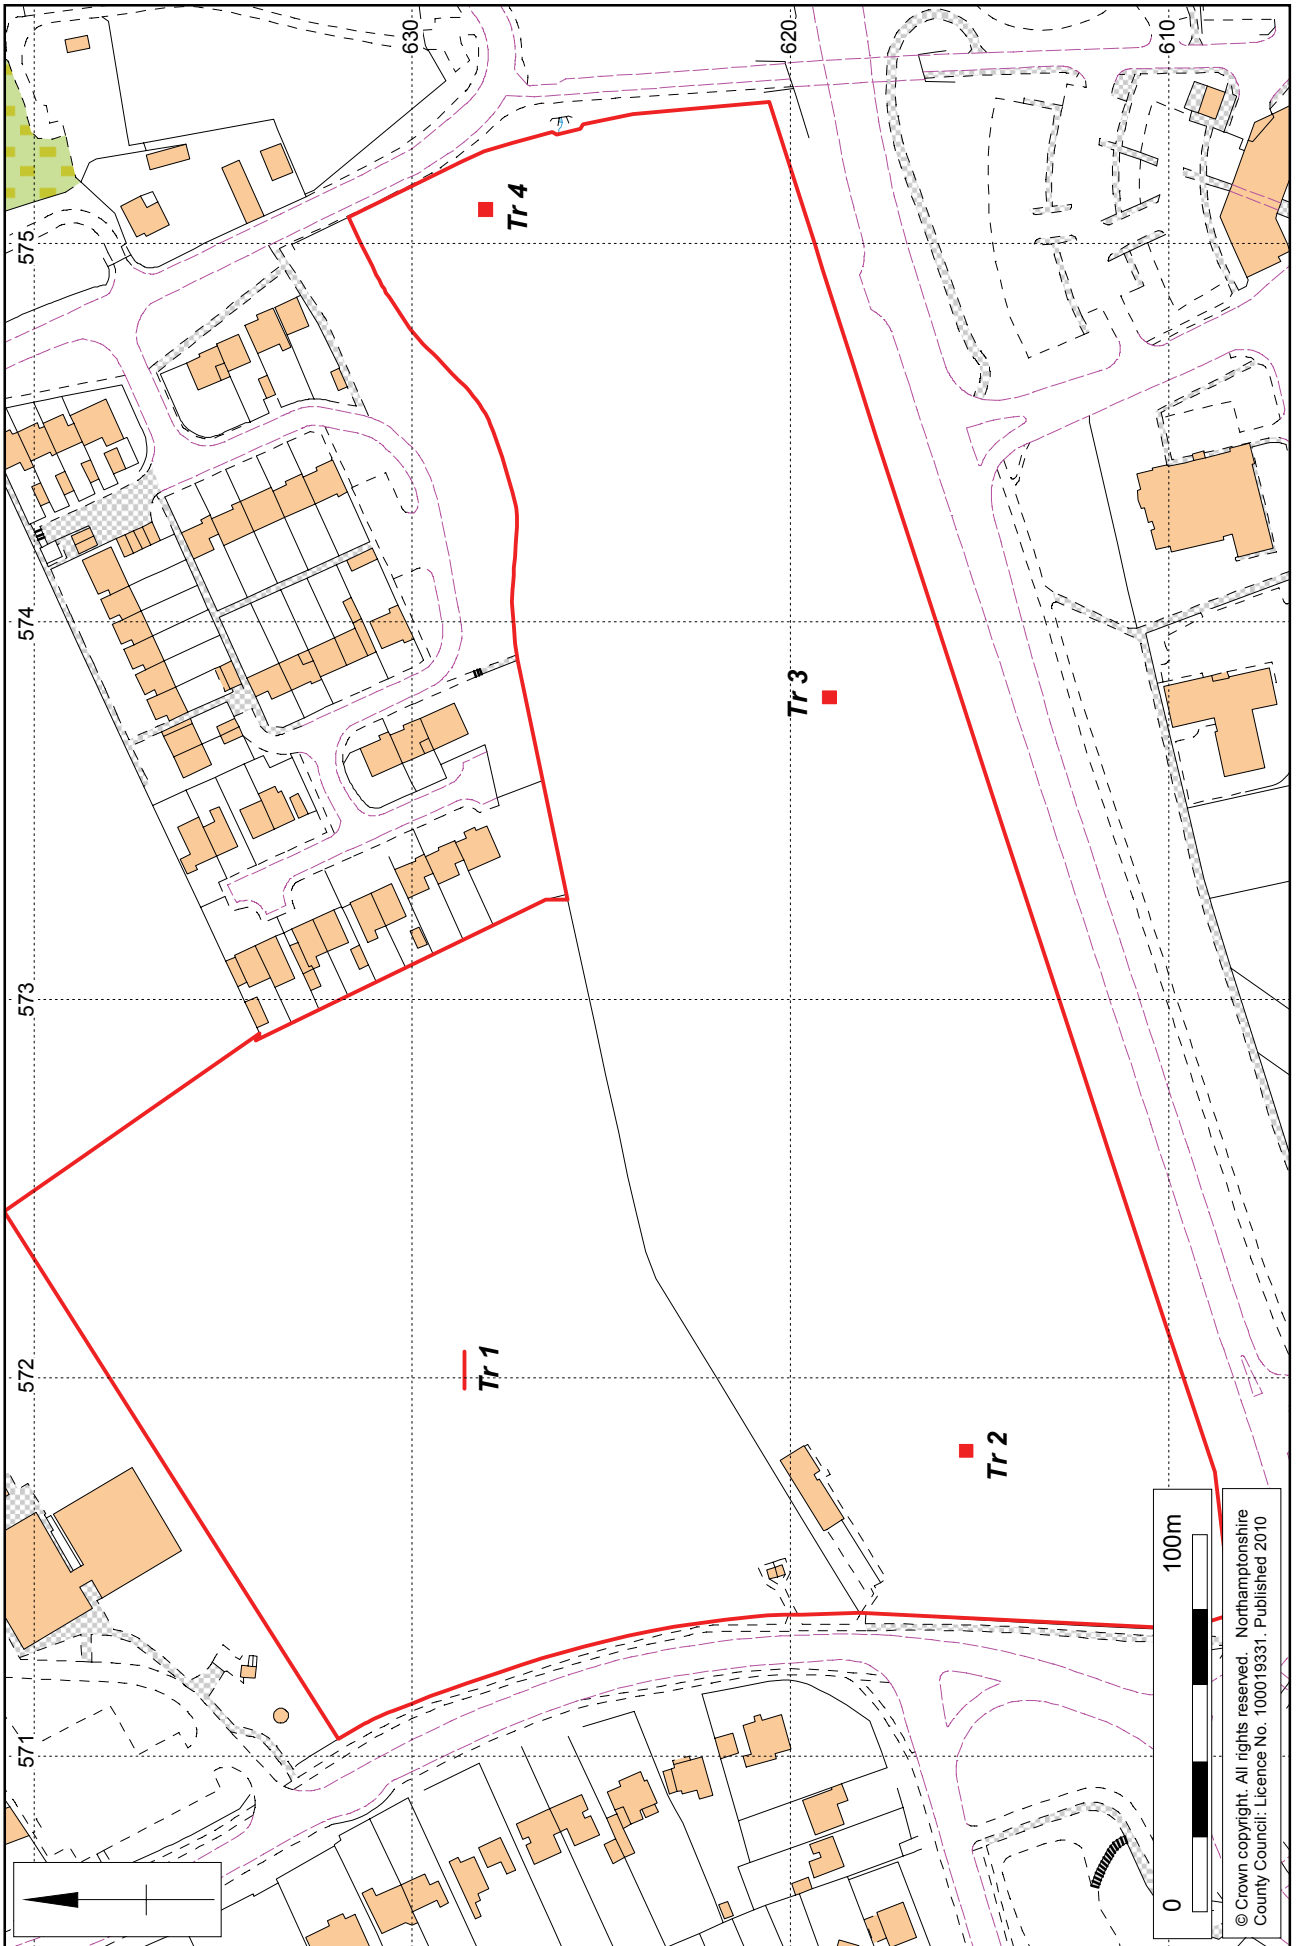 575
574
573
572
571
630
620
610
Tr 4
Tr 3
Tr 1
Tr 2
0 100m
© Crown copyright. All rights reserved. Northamptonshire
County Council: Licence No. 100019331. Published 2010